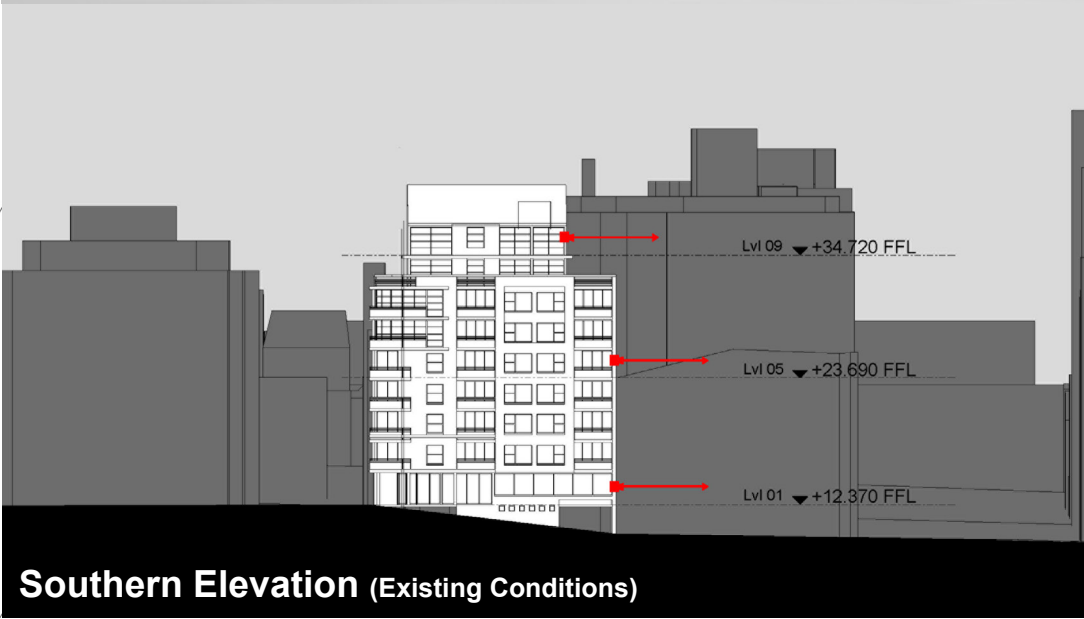 Lvl 09 +34.720 FFL
Lvl 05 +23.690 FFL
Lvl 01 +12.370 FFL
Southern Elevation (Existing Conditions)